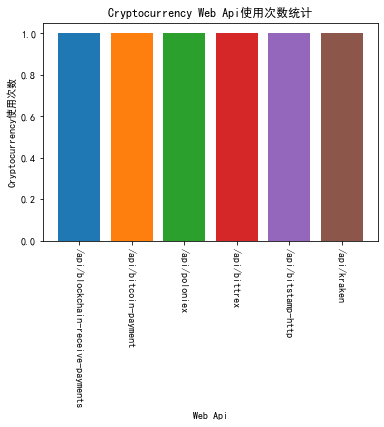 Cryptocurrency Web Api使用次数统计
Cryptocurrency使用次数
1.0
0.8
0.6
0.4
0.2
0.0
/api/blockchain-receive-payments
/api/bitcoin-payment
/api/poloniex
/api/bittrex
/api/bitstamp-http
/api/kraken
Web Api